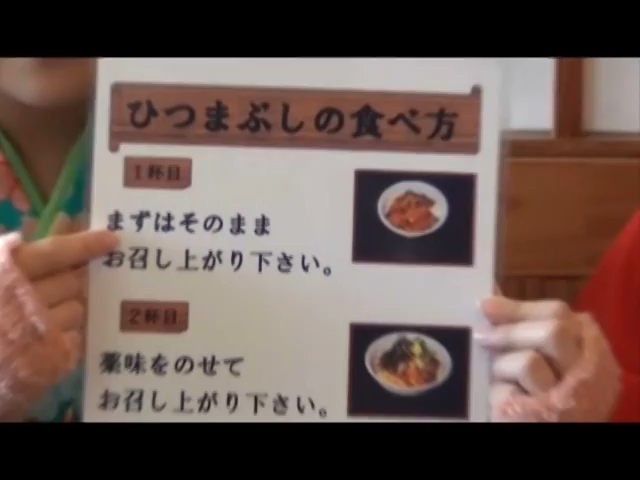 ひつまぶしの食べ方
1杯目
まずはそのまま
お召し上がり下さい。
2杯目
薬味をのせて
お召し上がり下さい。